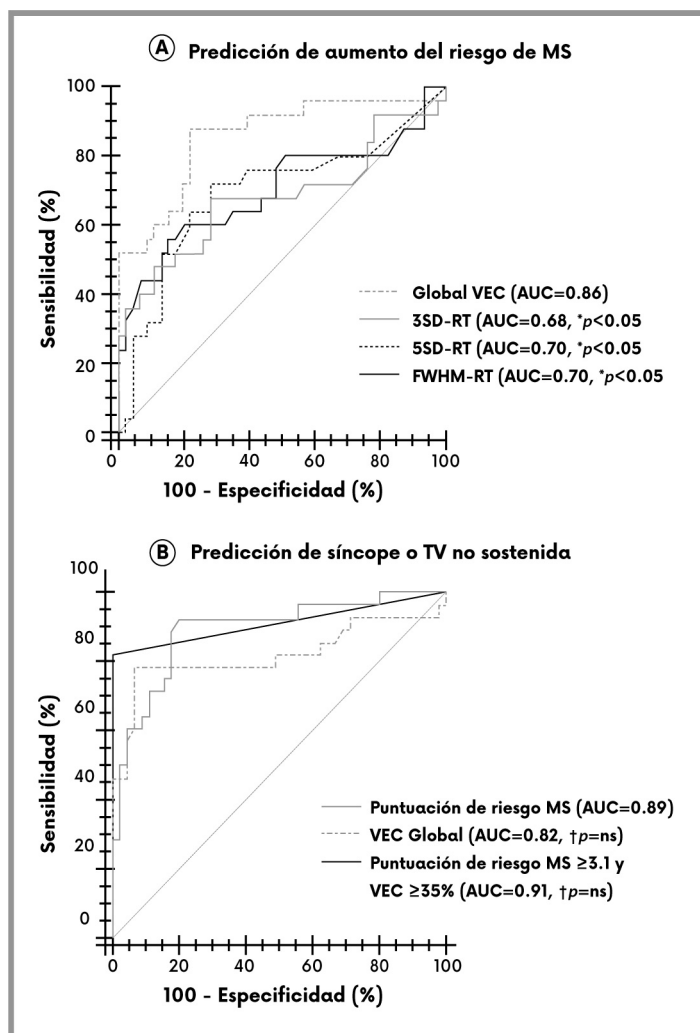 A Predicción de aumento del riesgo de MS
100
80
60
40
20
0
Sensibilidad (%)
Global VEC (AUC=0.86)
3SD-RT (AUC=0.68, *p<0.05
5SD-RT (AUC=0.70, *p<0.05
FWHM-RT (AUC=0.70, *p<0.05
0 20 40 60 80 100
100 - Especificidad (%)
B Predicción de síncope o TV no sostenida
100
80
60
40
20
0
Sensibilidad (%)
Puntuación de riesgo MS (AUC=0.89)
VEC Global (AUC=0.82, †p=ns)
Puntuación de riesgo MS ≥3.1 y
VEC ≥35% (AUC=0.91, †p=ns)
0 20 40 60 80 100
100 - Especificidad (%)